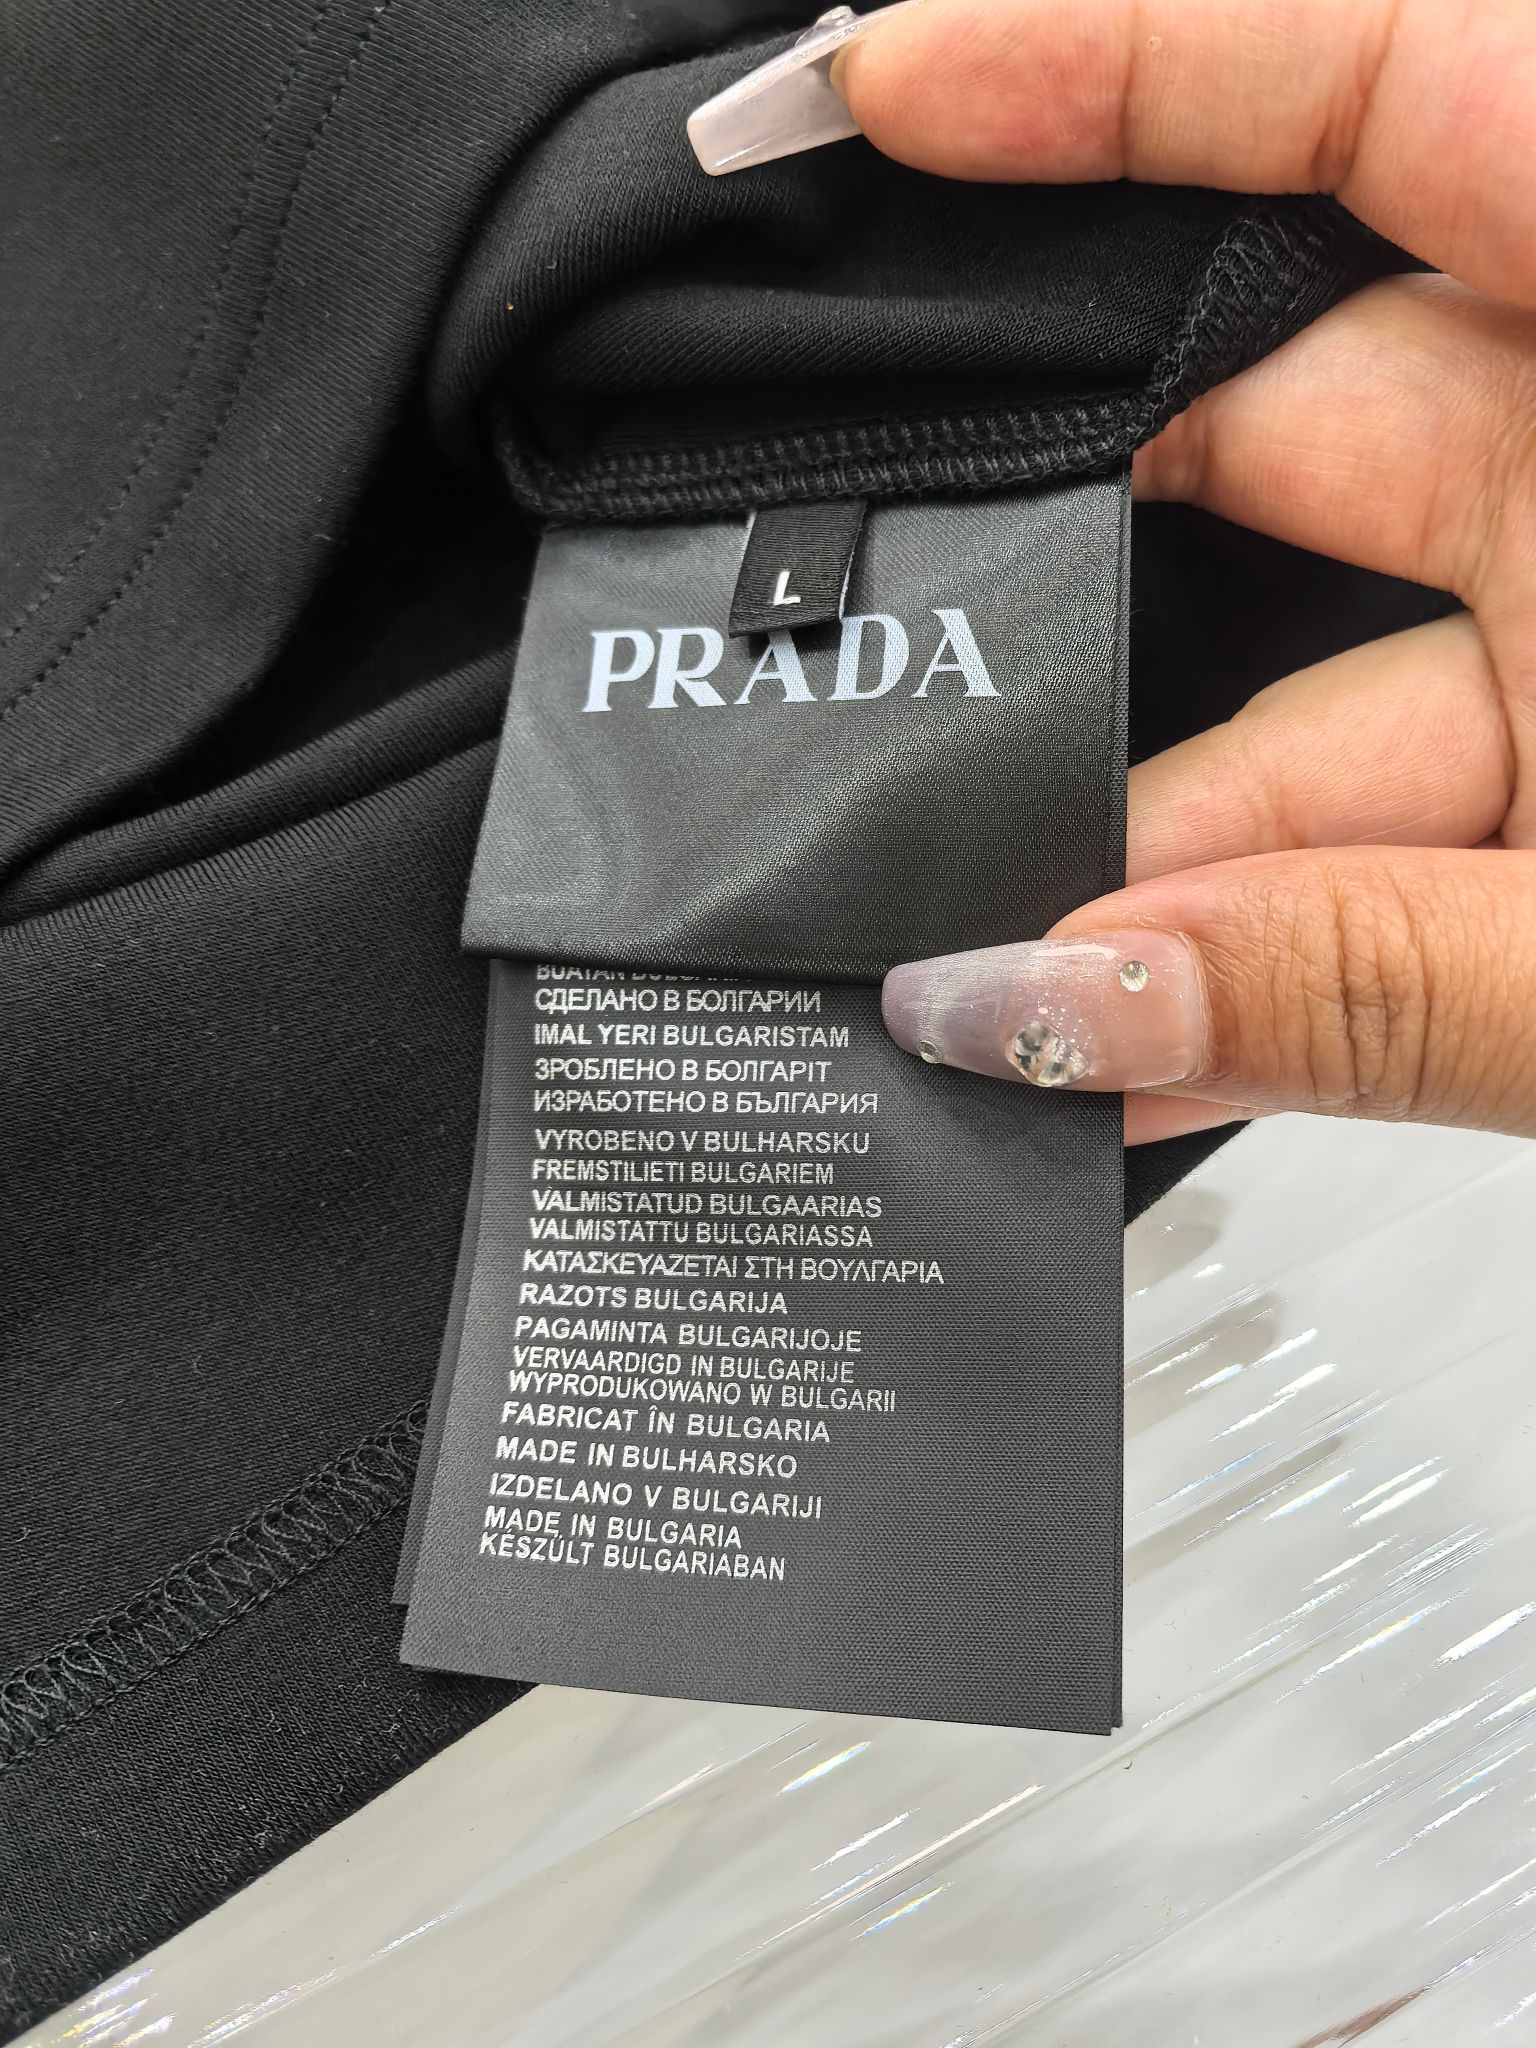 L
PRADA
СДЕЛАНО В БОЛГАРИИ
IMAL YERI BULGARISTAM
ЗРОБЛЕНО В БОЛГАРІТ
ИЗРАБОТЕНО В БЪЛГАРИЯ
VYROBENO V BULHARSKU
FREMSTILIETI BULGARIEM
VALMISTATUD BULGAARIAS
VALMISTATTU BULGARIASSA
ΚΑΤΑΣΚΕΥΑΖΕΤΑΙ ΣΤΗ ΒΟΥΛΓΑΡΙΑ
RAZOTS BULGARIJA
PAGAMINTA BULGARIJOJE
VERVAARDIGD IN BULGARIJE
WYPRODUKOWANO W BULGARII
FABRICAT ÎN BULGARIA
MADE IN BULHARSKO
IZDELANO V BULGARIJI
MADE IN BULGARIA
KÉSZÚLT BULGARIABAN